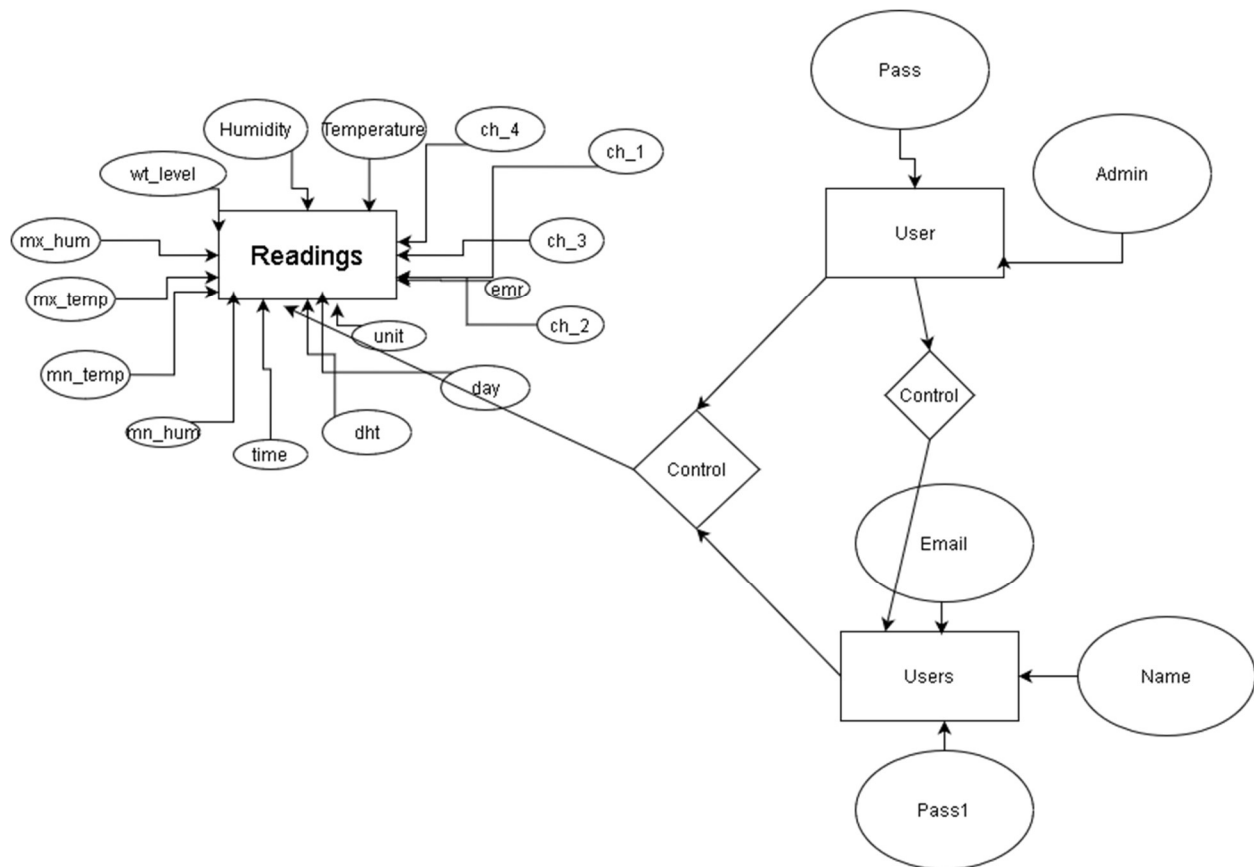 Pass
Humidity
Temperature
ch_4
ch_1
wt_level
Admin
User
mx_hum
Readings
ch_3
mx_temp
emr
unit
ch_2
mn_temp
day
Control
mn_hum
dht
time
Control
Email
Users
Name
Pass1